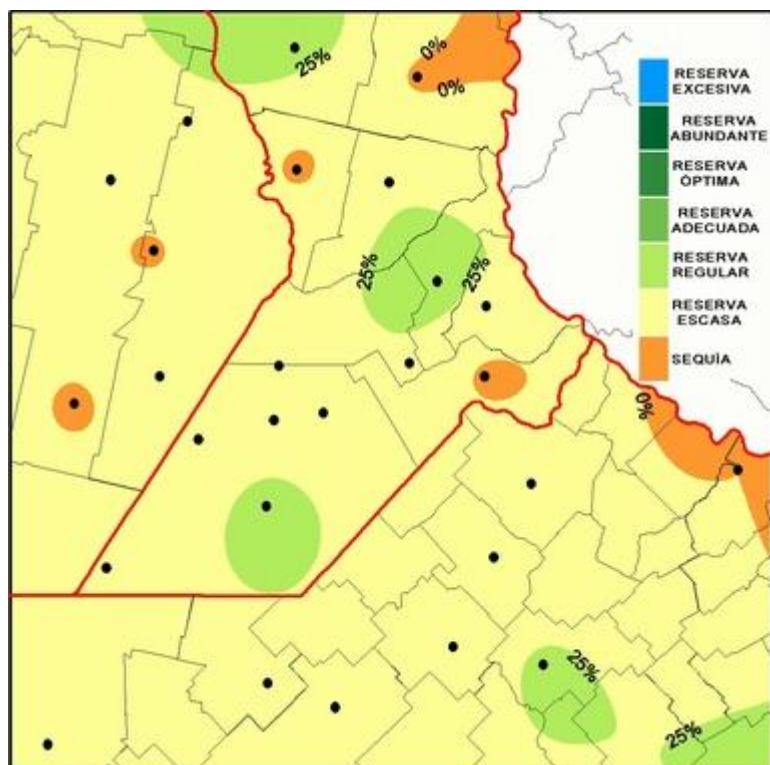 25%
0%
0%
RESERVA
EXCESIVA
RESERVA
ABUNDANTE
RESERVA
ÓPTIMA
RESERVA
ADECUADA
RESERVA
REGULAR
RESERVA
ESCASA
SEQUÍA
25%
25%
0%
25%
25%